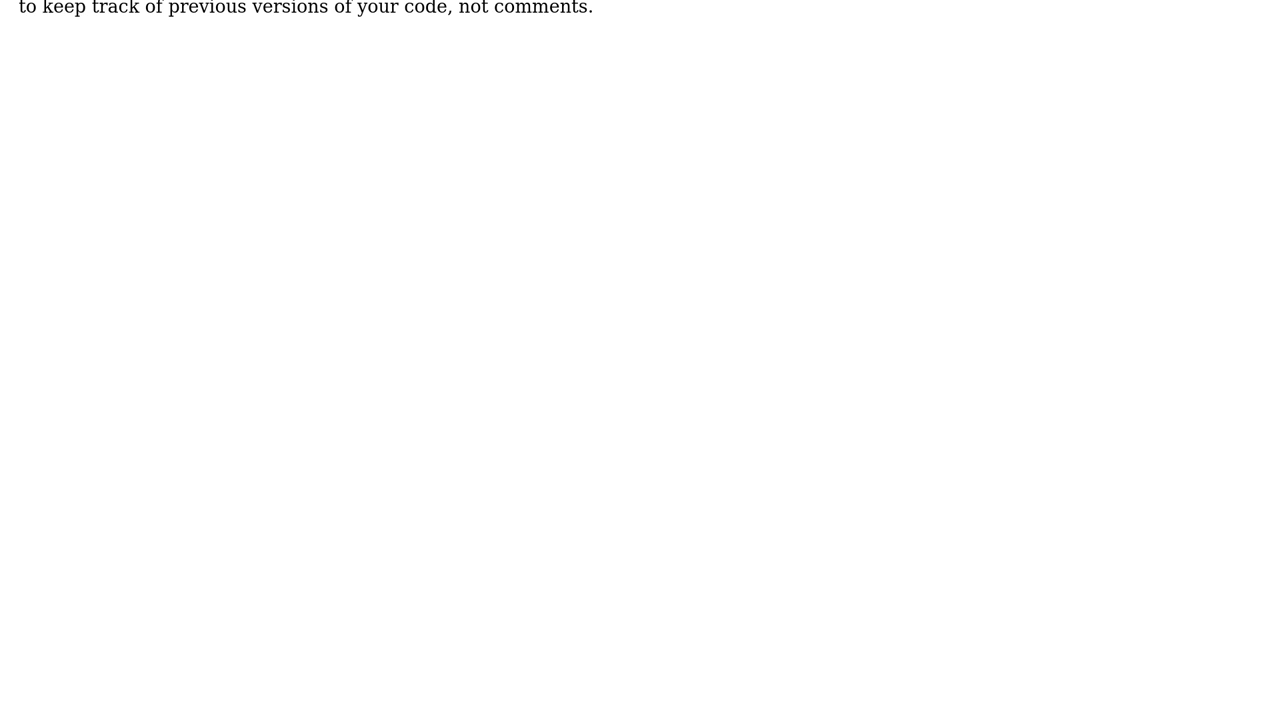 to keep track of previous versions of your code, not comments.